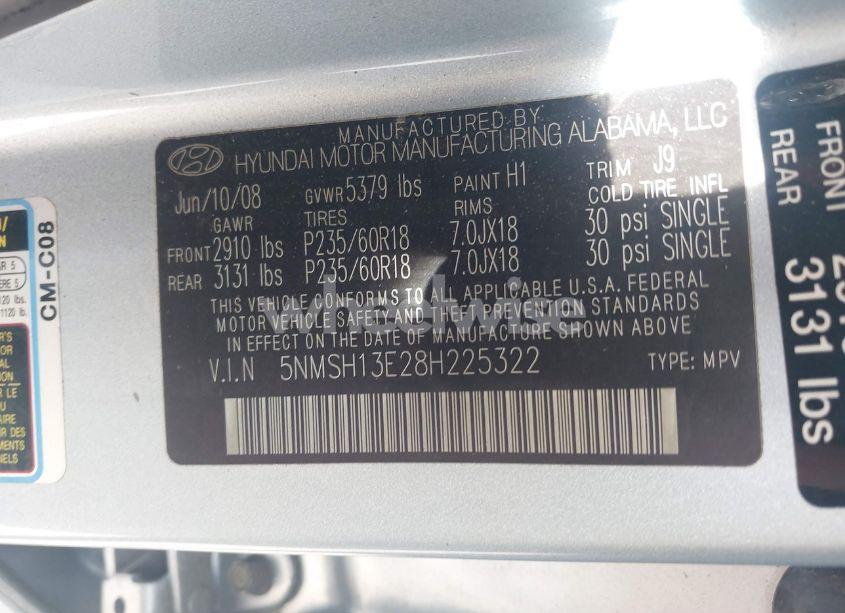 MANUFACTURED BY
HYUNDAI MOTOR MANUFACTURING ALABAMA, LLC
Jun/10/08 GVWR 5379 lbs PAINT H1 TRIM J9
GAWR TIRES RIMS COLD TIRE INFL
FRONT 2910 lbs P235/60R18 7.0JX18 30 psi SINGLE
REAR 3131 lbs P235/60R18 7.0JX18 30 psi SINGLE
THIS VEHICLE CONFORMS TO ALL APPLICABLE U.S.A. FEDERAL
MOTOR VEHICLE SAFETY AND THEFT PREVENTION STANDARDS
IN EFFECT ON THE DATE OF MANUFACTURE SHOWN ABOVE
V.I.N 5NMSH13E28H225322 TYPE: MPV
wheelwise
CM-C08
FRONT
REAR 3131 lbs